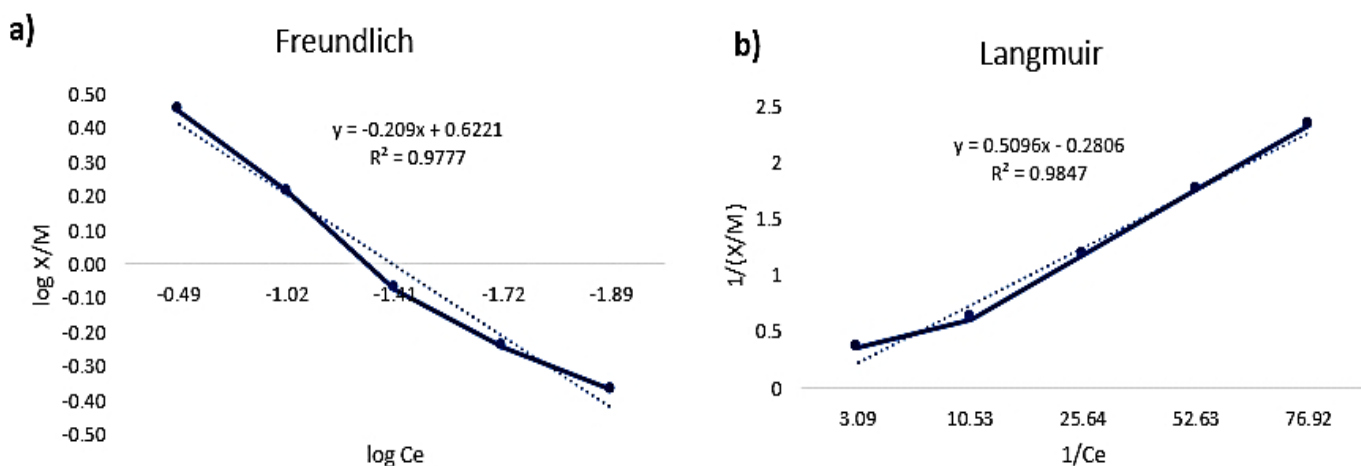 a)
Freundlich
0.50
0.40
0.30
0.20
0.10
0.00
-0.10
-0.20
-0.30
-0.40
-0.50
log X/M
y = -0.209x + 0.6221
R² = 0.9777
-0.49 -1.02 -1.41 -1.72 -1.89
log Ce
b)
Langmuir
2.5
2
1.5
1
0.5
0
1/(X/M)
y = 0.5096x - 0.2806
R² = 0.9847
3.09 10.53 25.64 52.63 76.92
1/Ce